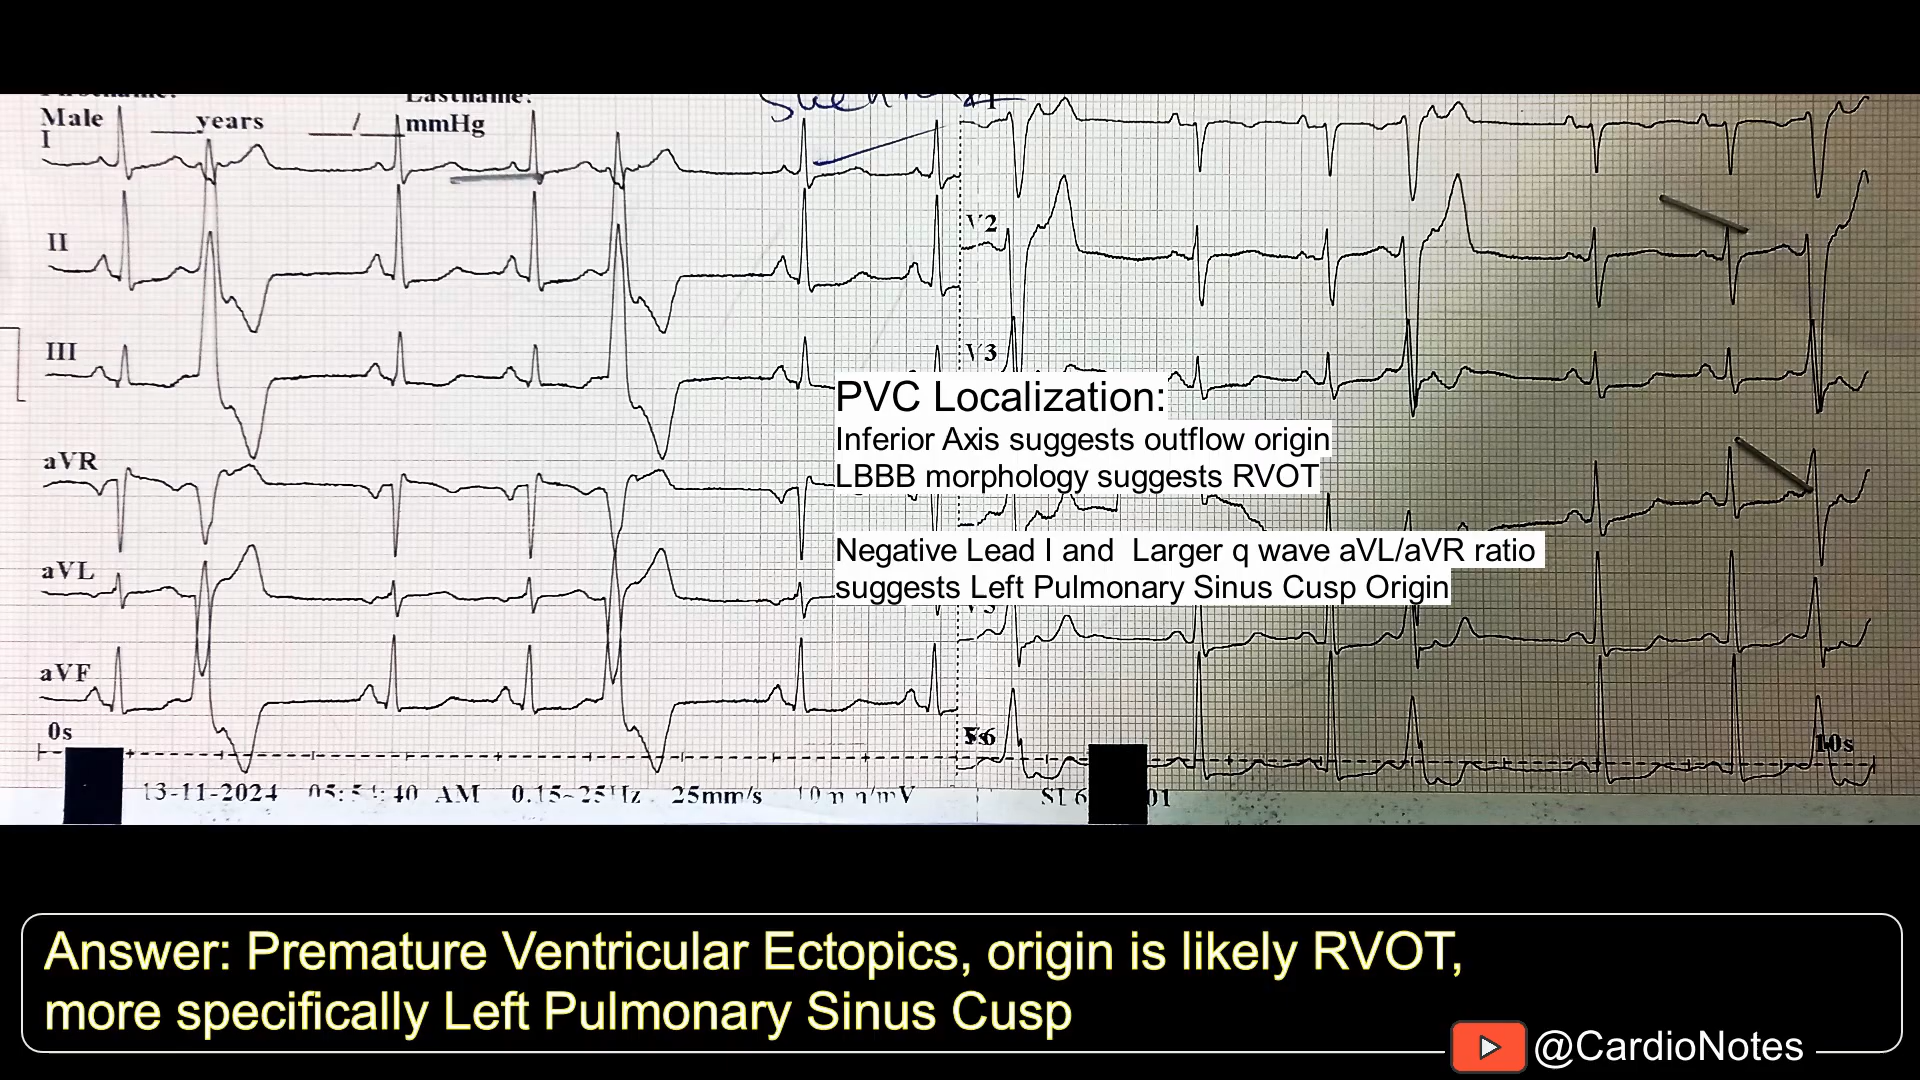 Lastname:
Male
years
/
mmHg
I
II
III
aVR
aVL
aVF
V2
V3
0s
10s
PVC Localization:
Inferior Axis suggests outflow origin
LBBB morphology suggests RVOT
Negative Lead I and Larger q wave aVL/aVR ratio
suggests Left Pulmonary Sinus Cusp Origin
13-11-2024 AM 25mm/s
Answer: Premature Ventricular Ectopics, origin is likely RVOT,
more specifically Left Pulmonary Sinus Cusp
@CardioNotes